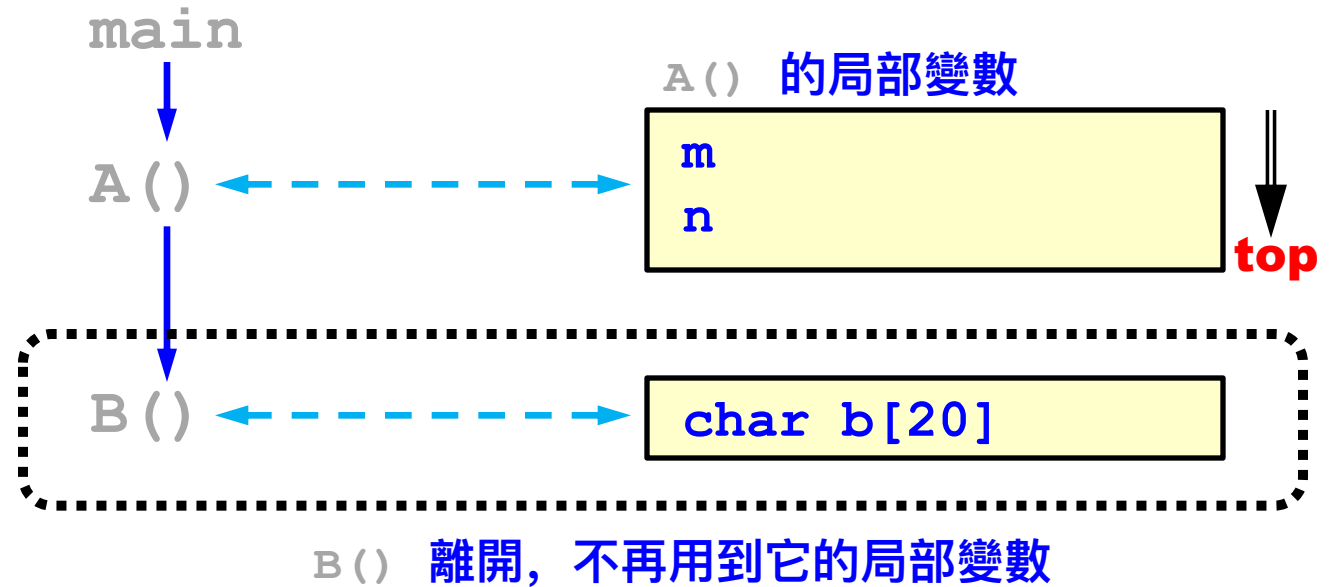 main
A() 的局部變數
A()
m
n
top
B()
char b[20]
B() 離開，不再用到它的局部變數